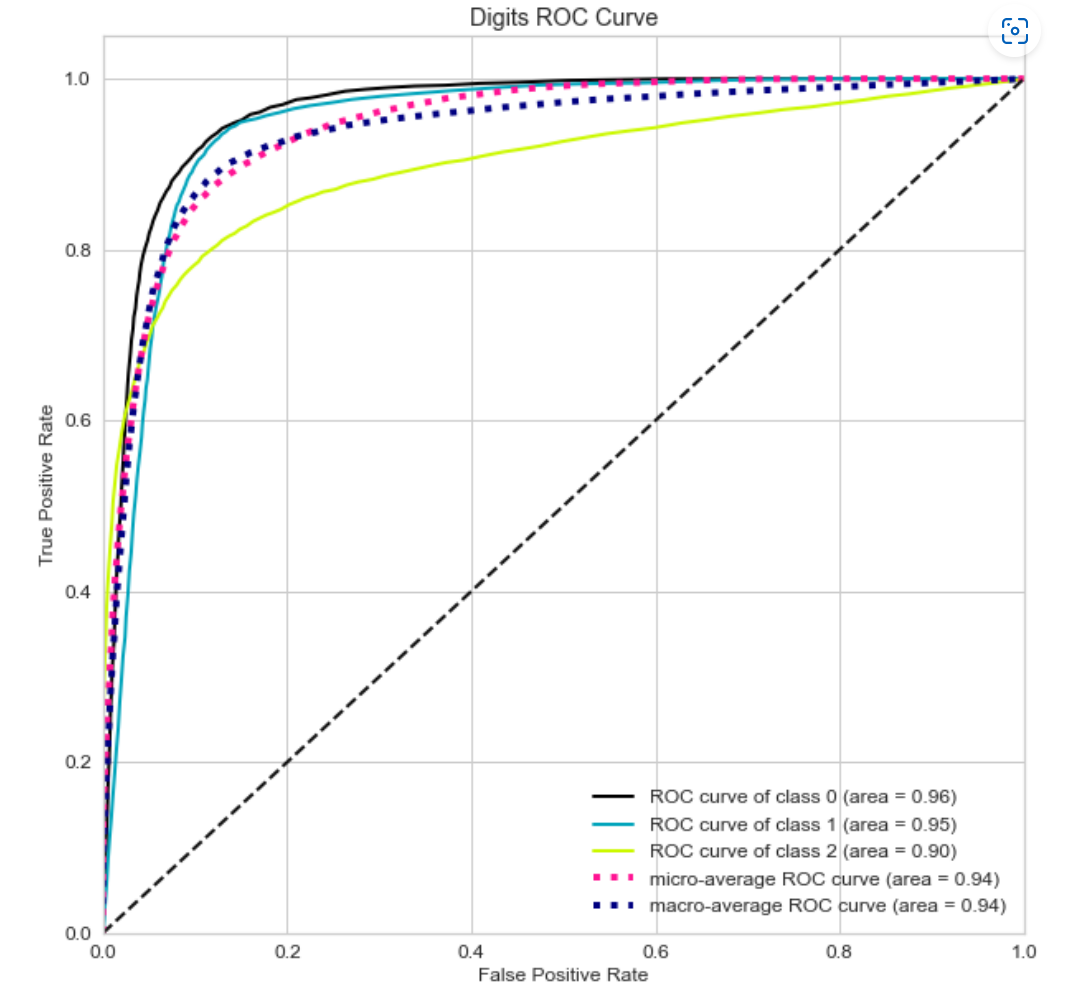 Digits ROC Curve
1.0
0.8
0.6
0.4
0.2
0.0
True Positive Rate
ROC curve of class 0 (area = 0.96)
ROC curve of class 1 (area = 0.95)
ROC curve of class 2 (area = 0.90)
micro-average ROC curve (area = 0.94)
macro-average ROC curve (area = 0.94)
0.0 0.2 0.4 0.6 0.8 1.0
False Positive Rate